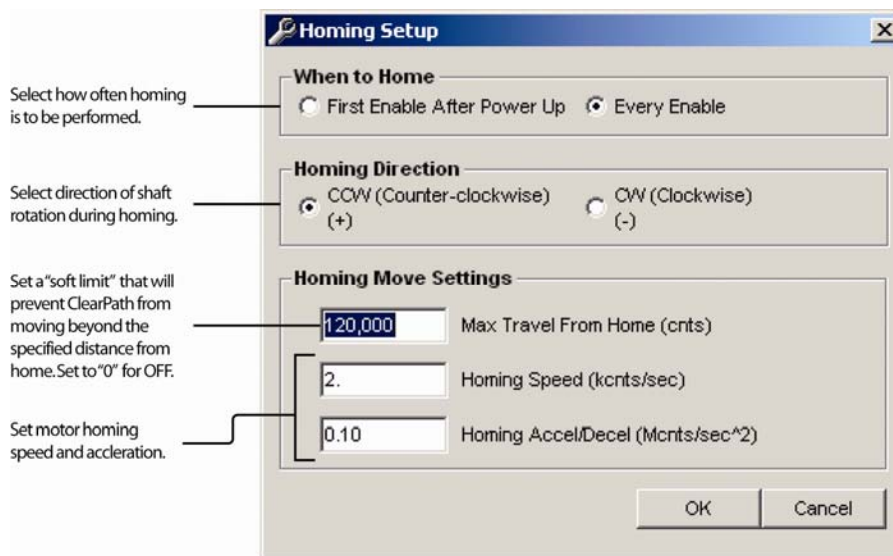 Homing Setup
When to Home
Select how often homing
is to be performed.
First Enable After Power Up
Every Enable
Homing Direction
Select direction of shaft
rotation during homing.
CCW (Counter-clockwise)
(+)
CW (Clockwise)
(-)
Homing Move Settings
Set a “soft limit” that will
prevent ClearPath from
moving beyond the
specified distance from
home. Set to “0” for OFF.
120,000 Max Travel From Home (cnts)
2. Homing Speed (kcnts/sec)
Set motor homing
speed and accleration.
0.10 Homing Accel/Decel (Mcnts/sec^2)
OK
Cancel